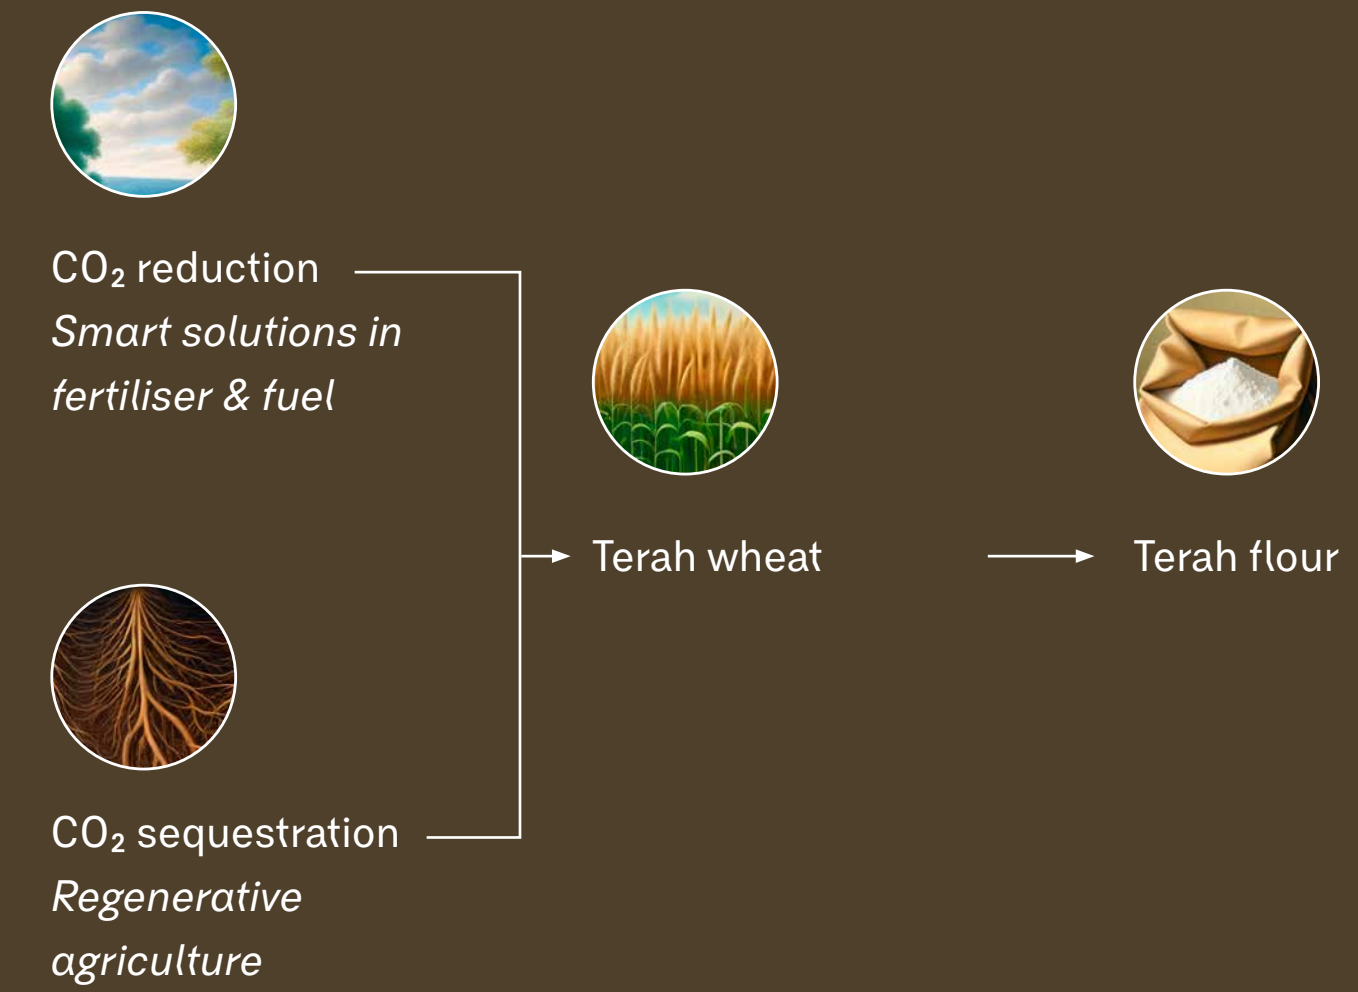 CO₂ reduction
Smart solutions in
fertiliser & fuel
CO₂ sequestration
Regenerative
agriculture
Terah wheat
Terah flour